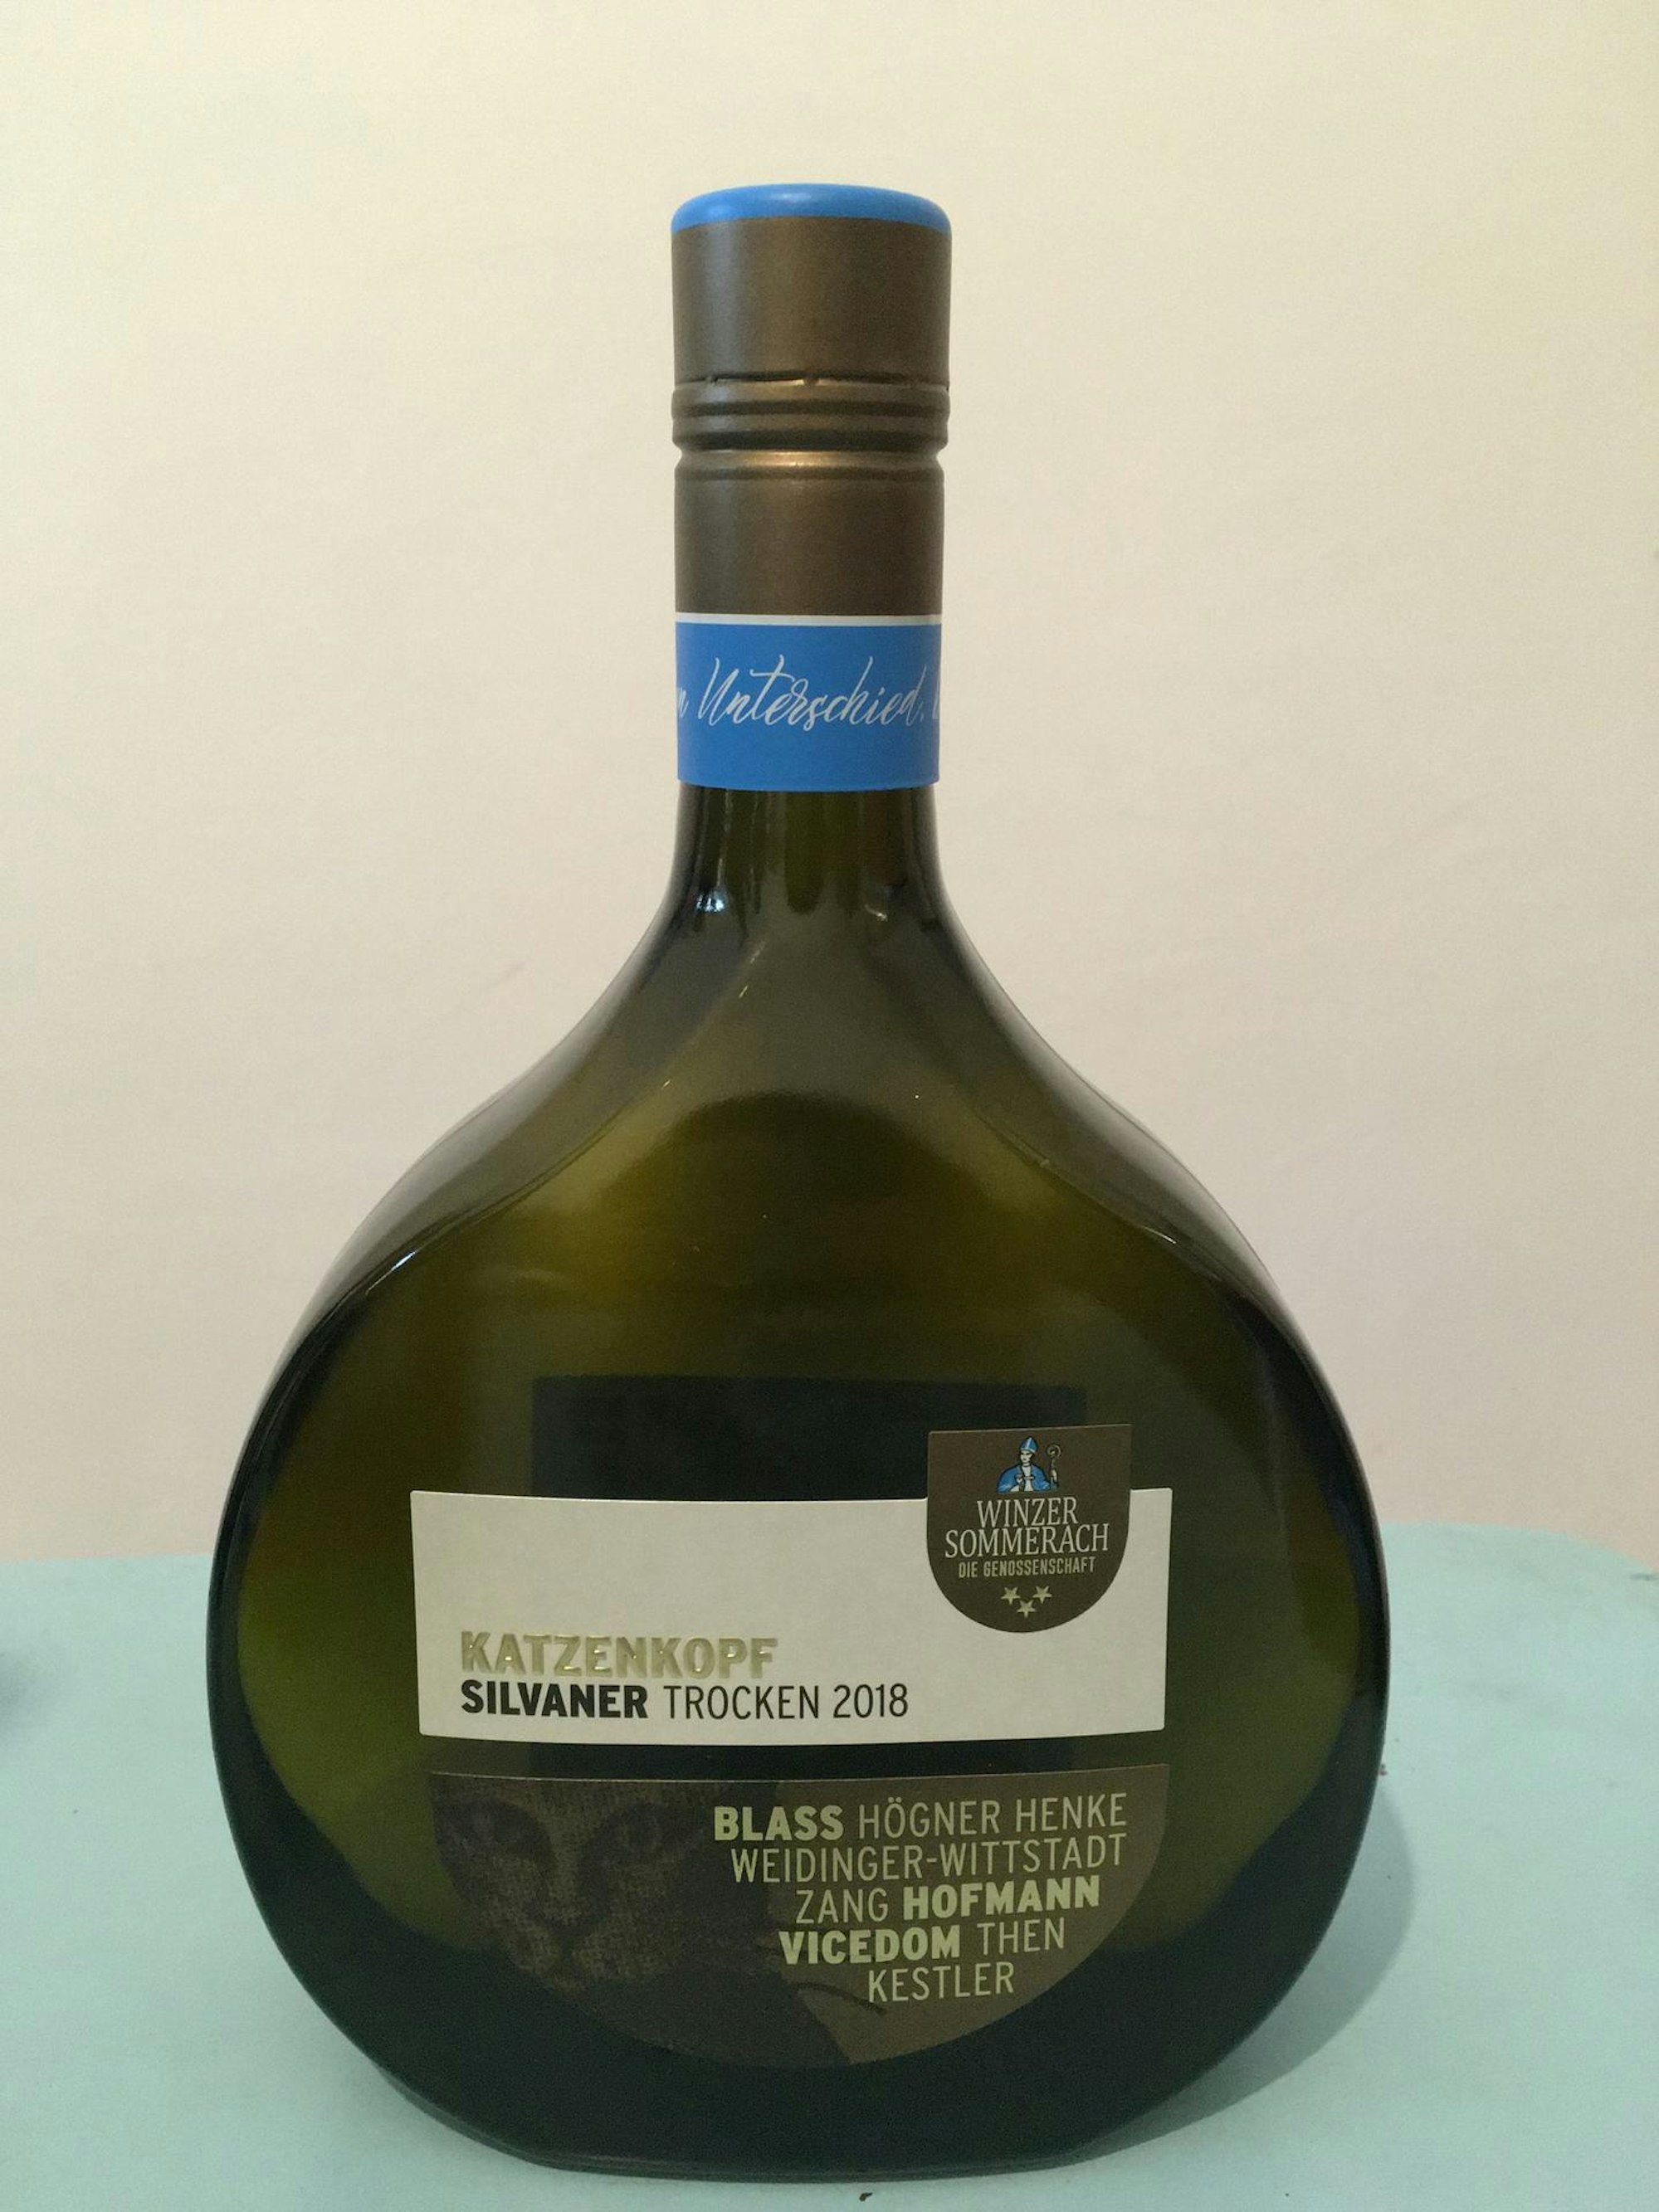 Unterschied.
WINZER
SOMMERACH
DIE GENOSSENSCHAFT
KATZENKOPF
SILVANER TROCKEN 2018
BLASS HÖGNER HENKE
WEIDINGER-WITTSTADT
ZANG HOFMANN
VICEDOM THEN
KESTLER